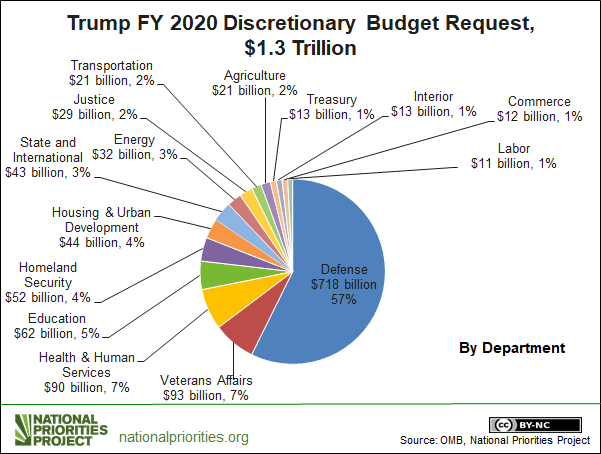 Trump FY 2020 Discretionary Budget Request,
$1.3 Trillion
Transportation
$21 billion, 2%
Agriculture
$21 billion, 2%
Treasury
$13 billion, 1%
Interior
$13 billion, 1%
Commerce
$12 billion, 1%
Labor
$11 billion, 1%
Justice
$29 billion, 2%
Energy
$32 billion, 3%
State and
International
$43 billion, 3%
Housing & Urban
Development
$44 billion, 4%
Homeland
Security
$52 billion, 4%
Education
$62 billion, 5%
Health & Human
Services
$90 billion, 7%
Veterans Affairs
$93 billion, 7%
Defense
$718 billion
57%
By Department
NATIONAL
PRIORITIES
PROJECT
nationalpriorities.org
cc BY-NC
Source: OMB, National Priorities Project